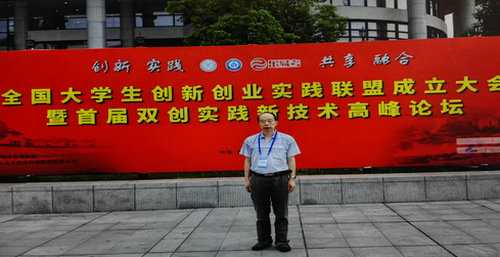 创新 实践 共享 融合
全国大学生创新创业实践联盟成立大会
暨首届双创实践新技术高峰论坛